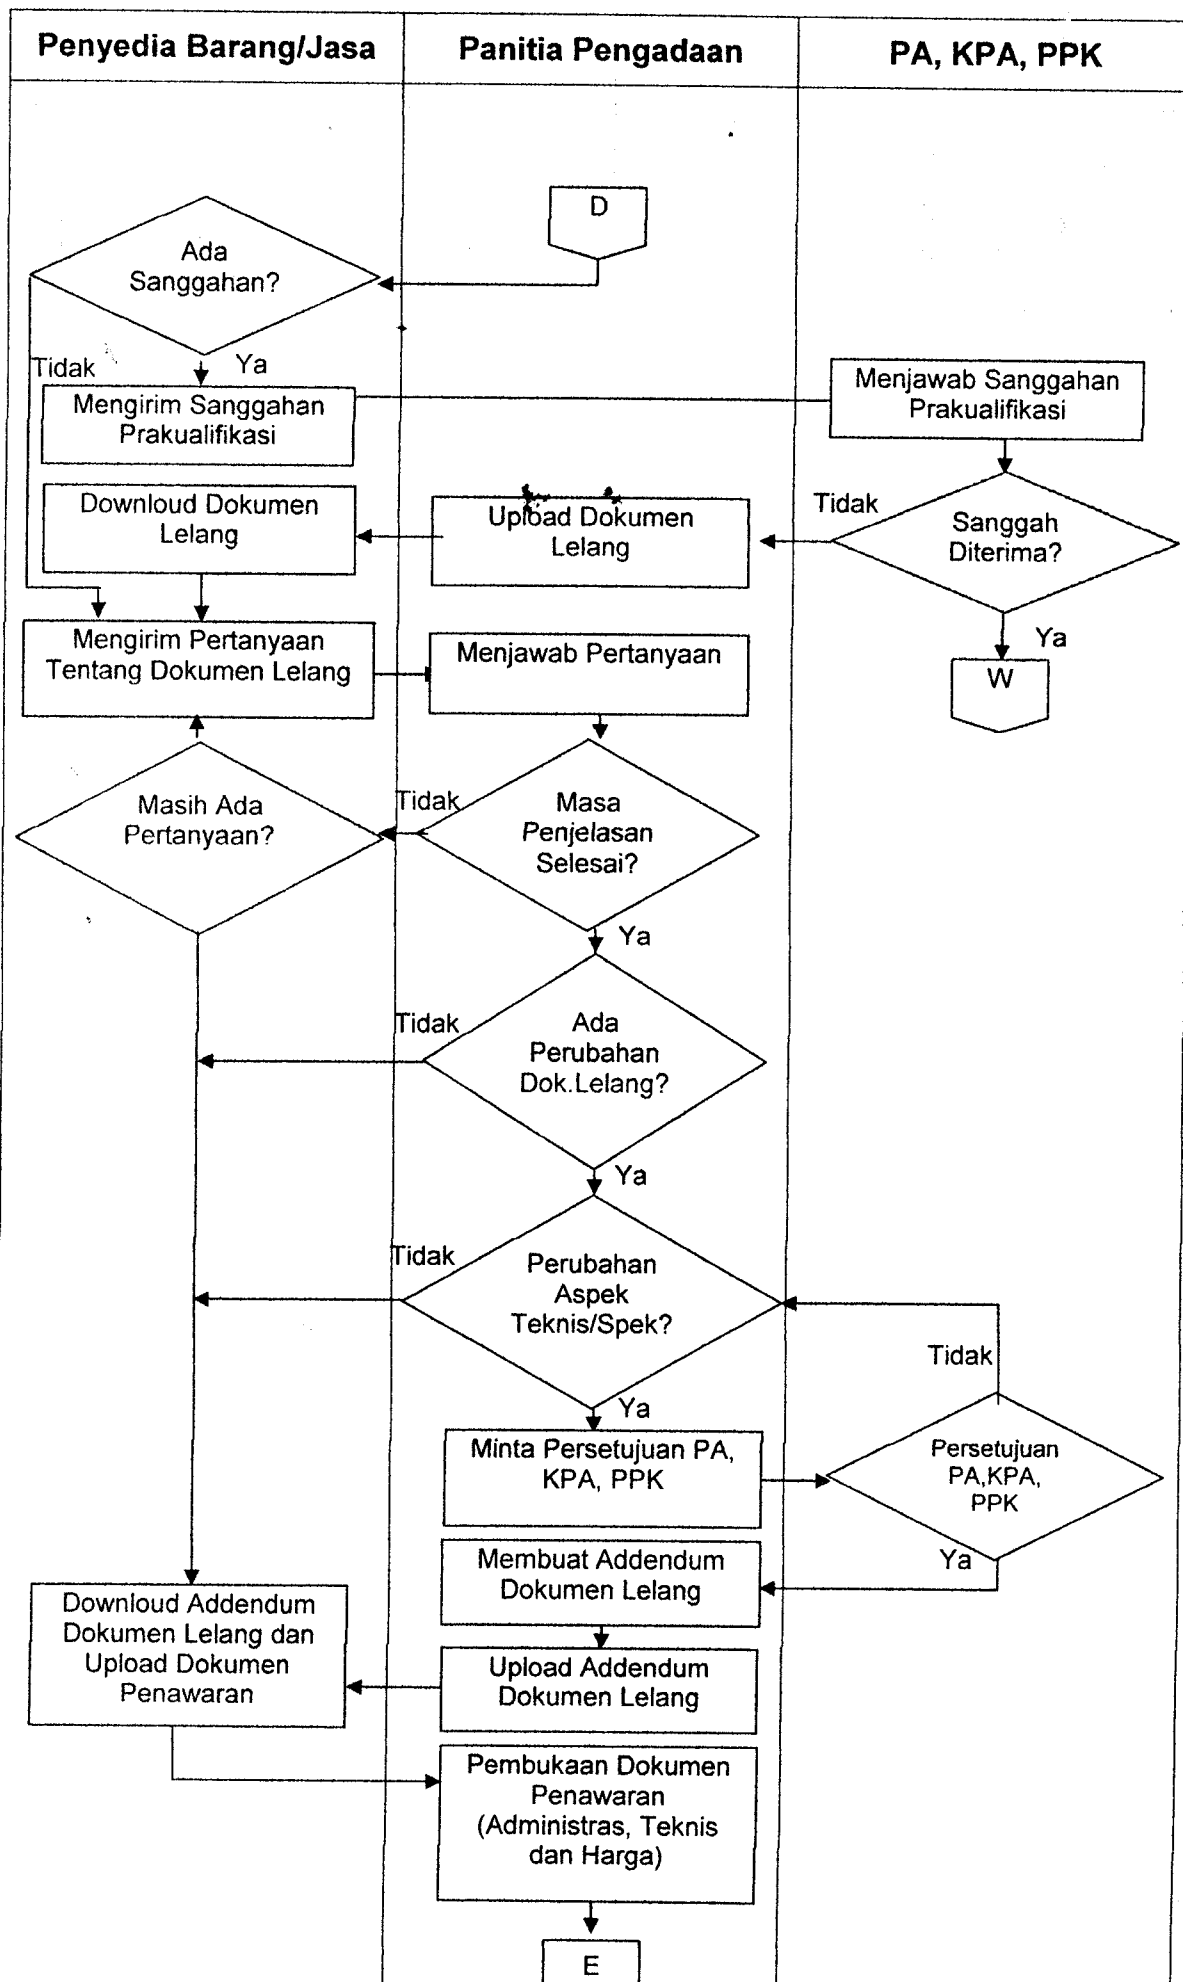 Penyedia Barang/Jasa
Panitia Pengadaan
PA, KPA, PPK
D
Ada
Sanggahan?
Tidak
Ya
Mengirim Sanggahan
Prakualifikasi
Menjawab Sanggahan
Prakualifikasi
Downloud Dokumen
Lelang
Upload Dokumen
Lelang
Tidak
Sanggah
Diterima?
Ya
W
Mengirim Pertanyaan
Tentang Dokumen Lelang
Menjawab Pertanyaan
Masih Ada
Pertanyaan?
Tidak
Masa
Penjelasan
Selesai?
Ya
Tidak
Ada
Perubahan
Dok.Lelang?
Ya
Tidak
Perubahan
Aspek
Teknis/Spek?
Tidak
Ya
Minta Persetujuan PA,
KPA, PPK
Persetujuan
PA,KPA,
PPK
Ya
Membuat Addendum
Dokumen Lelang
Downloud Addendum
Dokumen Lelang dan
Upload Dokumen
Penawaran
Upload Addendum
Dokumen Lelang
Pembukaan Dokumen
Penawaran
(Administras, Teknis
dan Harga)
E